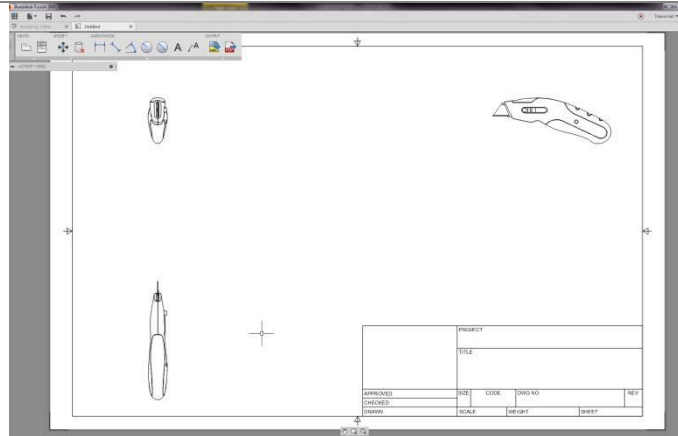 Autodesk Fusion 360
Untitled
VIEWS
MODIFY
ANNOTATION
OUTPUT
A
A
PROJECT
TITLE
APPROVED
SIZE
CODE
DWG NO
REV
CHECKED
DRAWN
SCALE
WEIGHT
SHEET